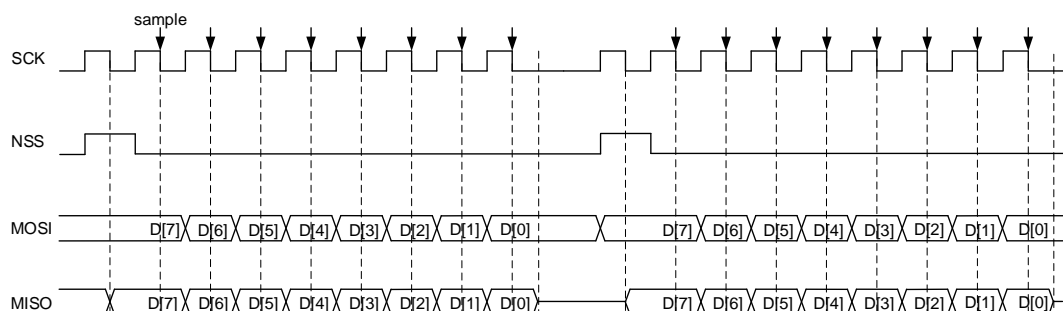 sample
SCK
NSS
MOSI D[7] D[6] D[5] D[4] D[3] D[2] D[1] D[0] D[7] D[6] D[5] D[4] D[3] D[2] D[1] D[0]
MISO D[7] D[6] D[5] D[4] D[3] D[2] D[1] D[0] D[7] D[6] D[5] D[4] D[3] D[2] D[1] D[0]